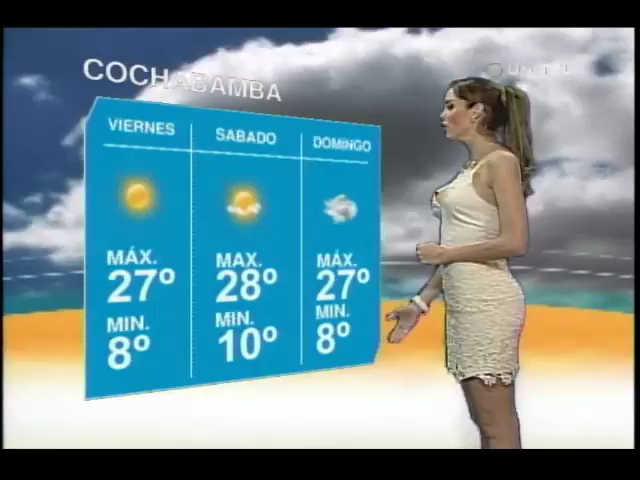 COCHABAMBA
VIERNES
MÁX.
27º
MIN.
8º
SABADO
MAX.
28º
MIN.
10º
DOMINGO
MÁX.
27º
MIN.
8º